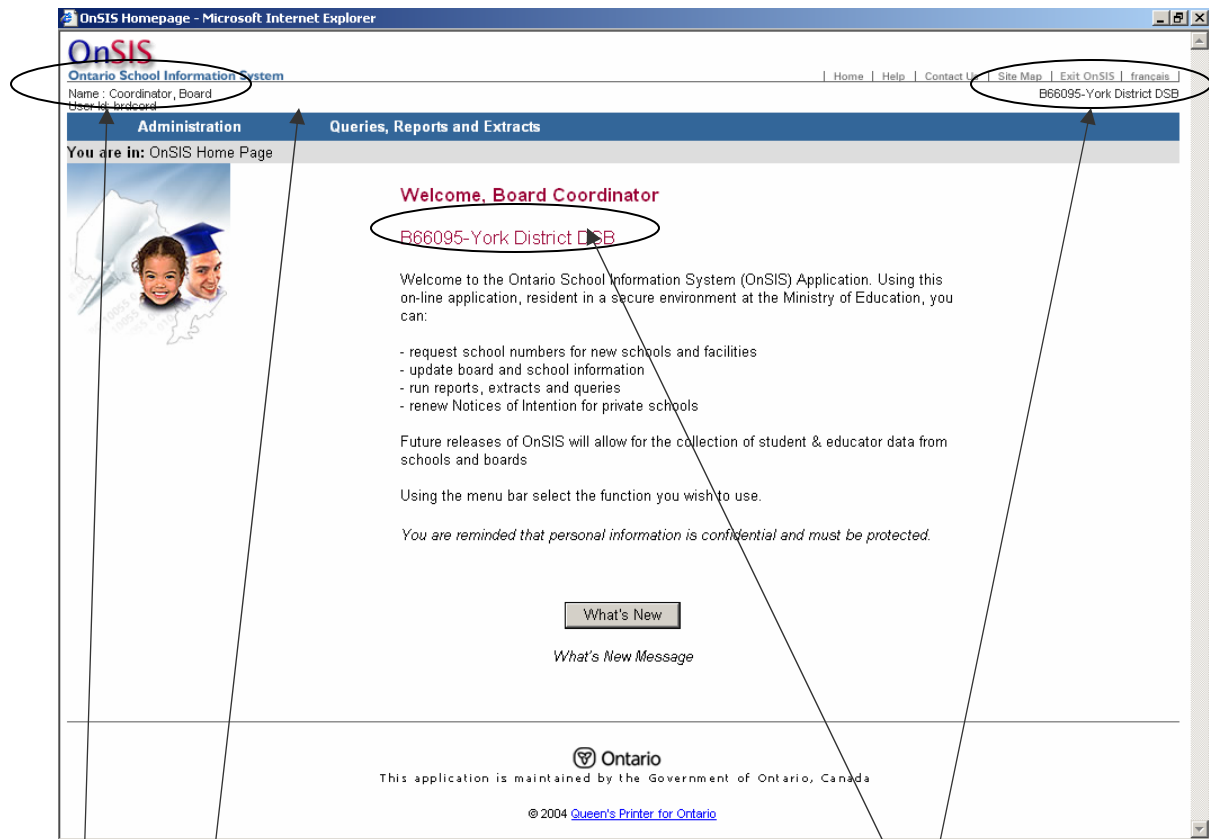 OnSIS Homepage - Microsoft Internet Explorer
OnSIS
Ontario School Information System
| Home | Help | Contact Us | Site Map | Exit OnSIS | français |
Name : Coordinator, Board
B66095-York District DSB
User Id: brdcord
Administration Queries, Reports and Extracts
You are in: OnSIS Home Page
Welcome, Board Coordinator
B66095-York District DSB
Welcome to the Ontario School Information System (OnSIS) Application. Using this
on-line application, resident in a secure environment at the Ministry of Education, you
can:
- request school numbers for new schools and facilities
- update board and school information
- run reports, extracts and queries
- renew Notices of Intention for private schools
Future releases of OnSIS will allow for the collection of student & educator data from
schools and boards
Using the menu bar select the function you wish to use.
You are reminded that personal information is confidential and must be protected.
What's New
What's New Message
Ontario
This application is maintained by the Government of Ontario, Canada
© 2004 Queen's Printer for Ontario